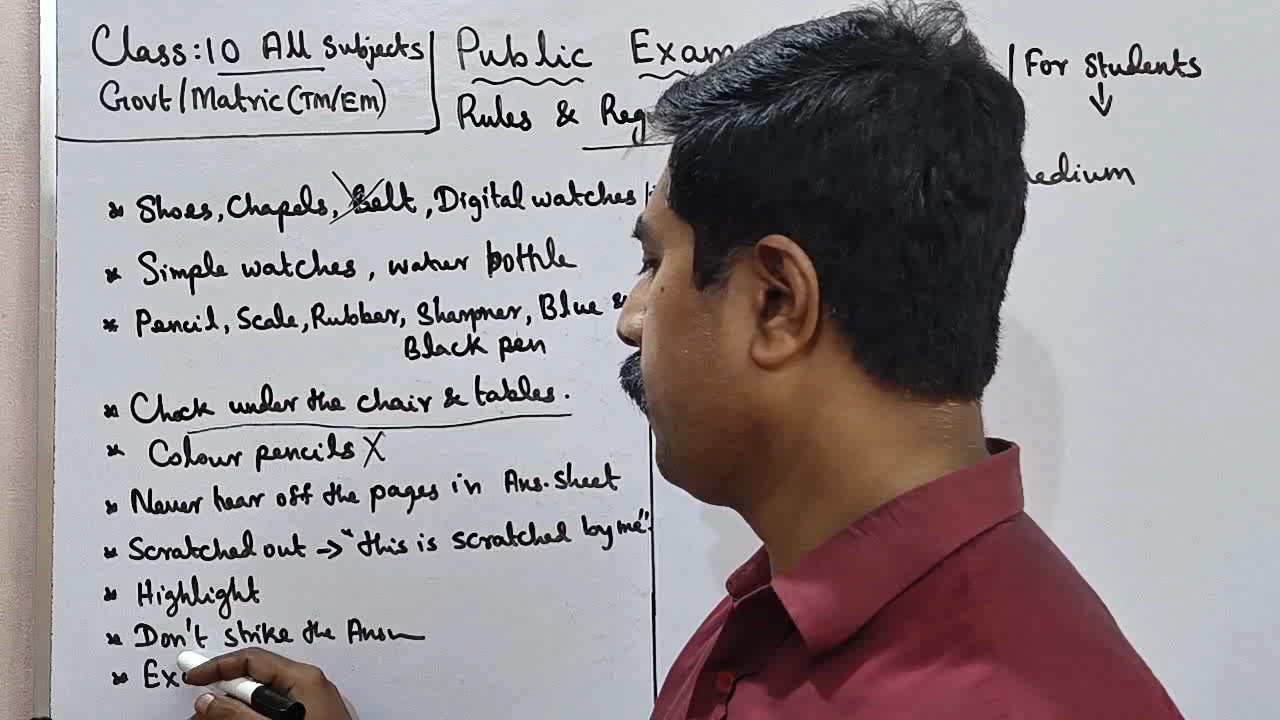 Class: 10 All Subjects
Govt/Matric (TM/EM)
Public Exam
Rules & Reg
For Students
↓
edium
* Shoes, Chapels, Belt, Digital watches
* Simple watches, water bottle
* Pencil, Scale, Rubber, Sharpner, Blue &
Black pen
* Check under the chair & tables.
* Colour pencils X
* Never tear off the pages in Ans. Sheet
* Scratched out → "this is scratched by me".
* Highlight
* Don't strike the Ans
* Exa